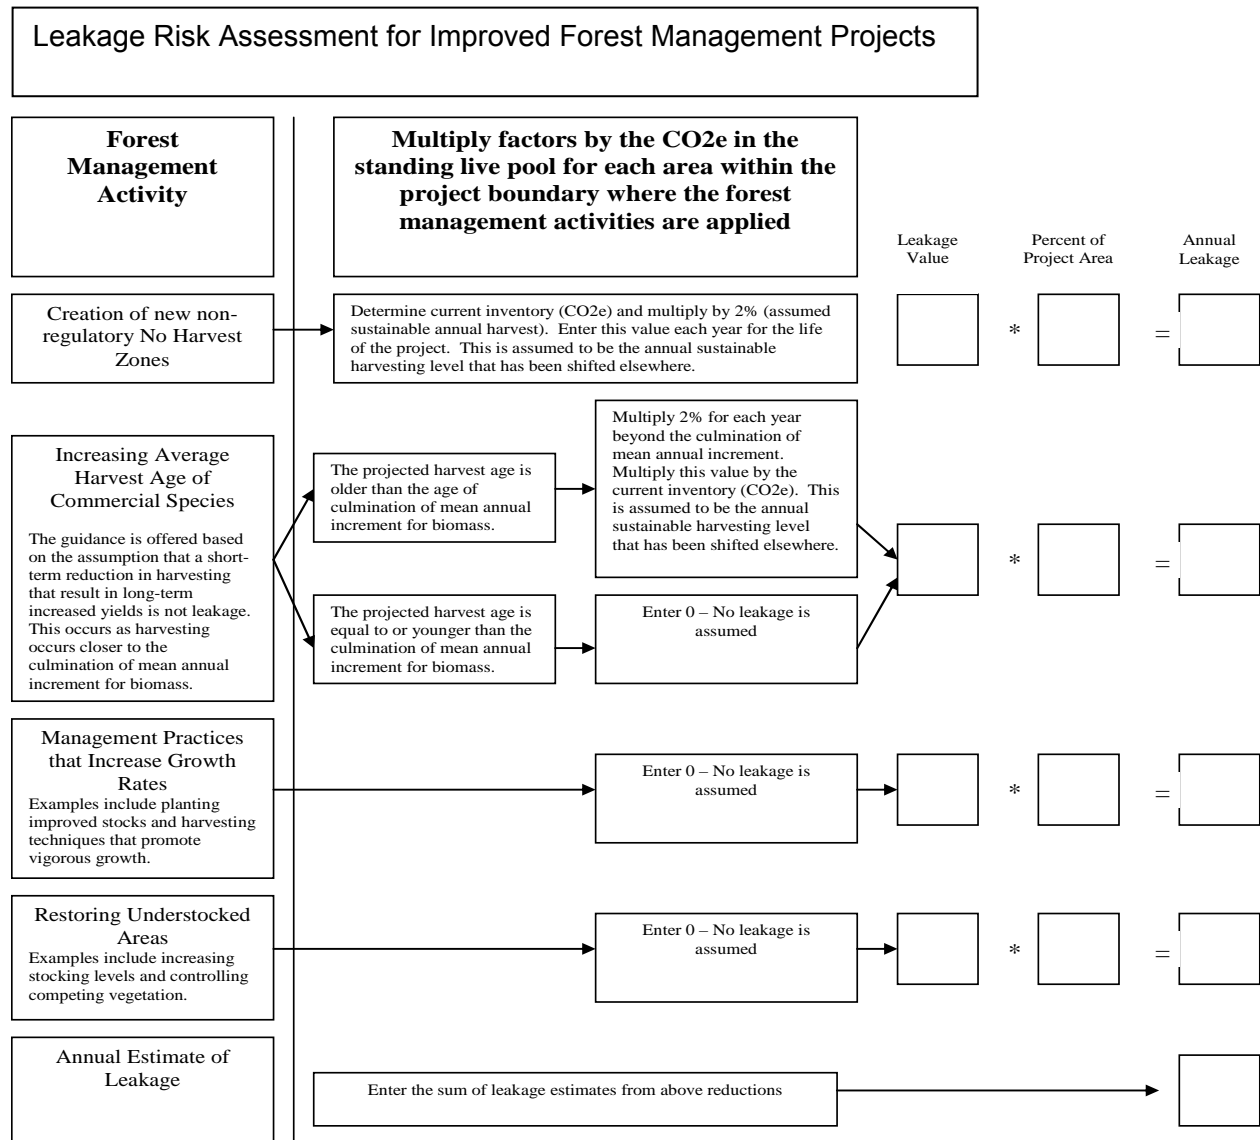 Leakage Risk Assessment for Improved Forest Management Projects
Forest
Management
Activity
Multiply factors by the CO2e in the
standing live pool for each area within the
project boundary where the forest
management activities are applied
Leakage
Value
Percent of
Project Area
Annual
Leakage
Creation of new non-
regulatory No Harvest
Zones
Determine current inventory (CO2e) and multiply by 2% (assumed
sustainable annual harvest). Enter this value each year for the life
of the project. This is assumed to be the annual sustainable
harvesting level that has been shifted elsewhere.
*
=
Increasing Average
Harvest Age of
Commercial Species
The guidance is offered based
on the assumption that a short-
term reduction in harvesting
that result in long-term
increased yields is not leakage.
This occurs as harvesting
occurs closer to the
culmination of mean annual
increment for biomass.
The projected harvest age is
older than the age of
culmination of mean annual
increment for biomass.
Multiply 2% for each year
beyond the culmination of
mean annual increment.
Multiply this value by the
current inventory (CO2e). This
is assumed to be the annual
sustainable harvesting level
that has been shifted elsewhere.
The projected harvest age is
equal to or younger than the
culmination of mean annual
increment for biomass.
Enter 0 – No leakage is
assumed
*
=
Management Practices
that Increase Growth
Rates
Examples include planting
improved stocks and harvesting
techniques that promote
vigorous growth.
Enter 0 – No leakage is
assumed
*
=
Restoring Understocked
Areas
Examples include increasing
stocking levels and controlling
competing vegetation.
Enter 0 – No leakage is
assumed
*
=
Annual Estimate of
Leakage
Enter the sum of leakage estimates from above reductions